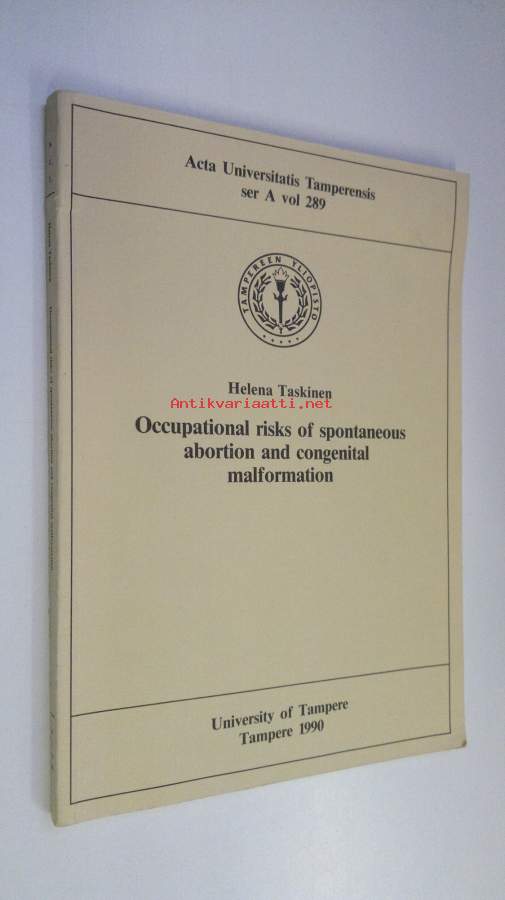 Acta Universitatis Tamperensis
ser A vol 289
TAMPEREEN YLIOPISTO
Helena Taskinen
Antikvariaatti.net
Occupational risks of spontaneous
abortion and congenital
malformation
University of Tampere
Tampere 1990